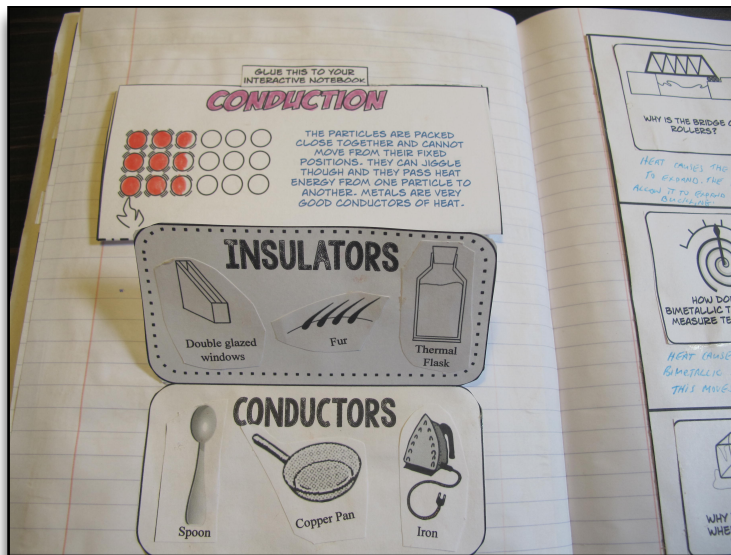 GLUE THIS TO YOUR
INTERACTIVE NOTEBOOK
CONDUCTION
THE PARTICLES ARE PACKED
CLOSE TOGETHER AND CANNOT
MOVE FROM THEIR FIXED
POSITIONS. THEY CAN JIGGLE
THOUGH AND THEY PASS HEAT
ENERGY FROM ONE PARTICLE TO
ANOTHER. METALS ARE VERY
GOOD CONDUCTORS OF HEAT.
INSULATORS
Double glazed
windows
Fur
Thermal
Flask
CONDUCTORS
Spoon
Copper Pan
Iron
WHY IS THE BRIDGE
ROLLERS?
HEAT CAUSES
TO EXPAND. THE
ALLOW IT TO EXPAND
HOW DO
BIMETALLIC
MEASURE
HEAT CAUSE
BIMETALLIC
THIS MOVE
WHY